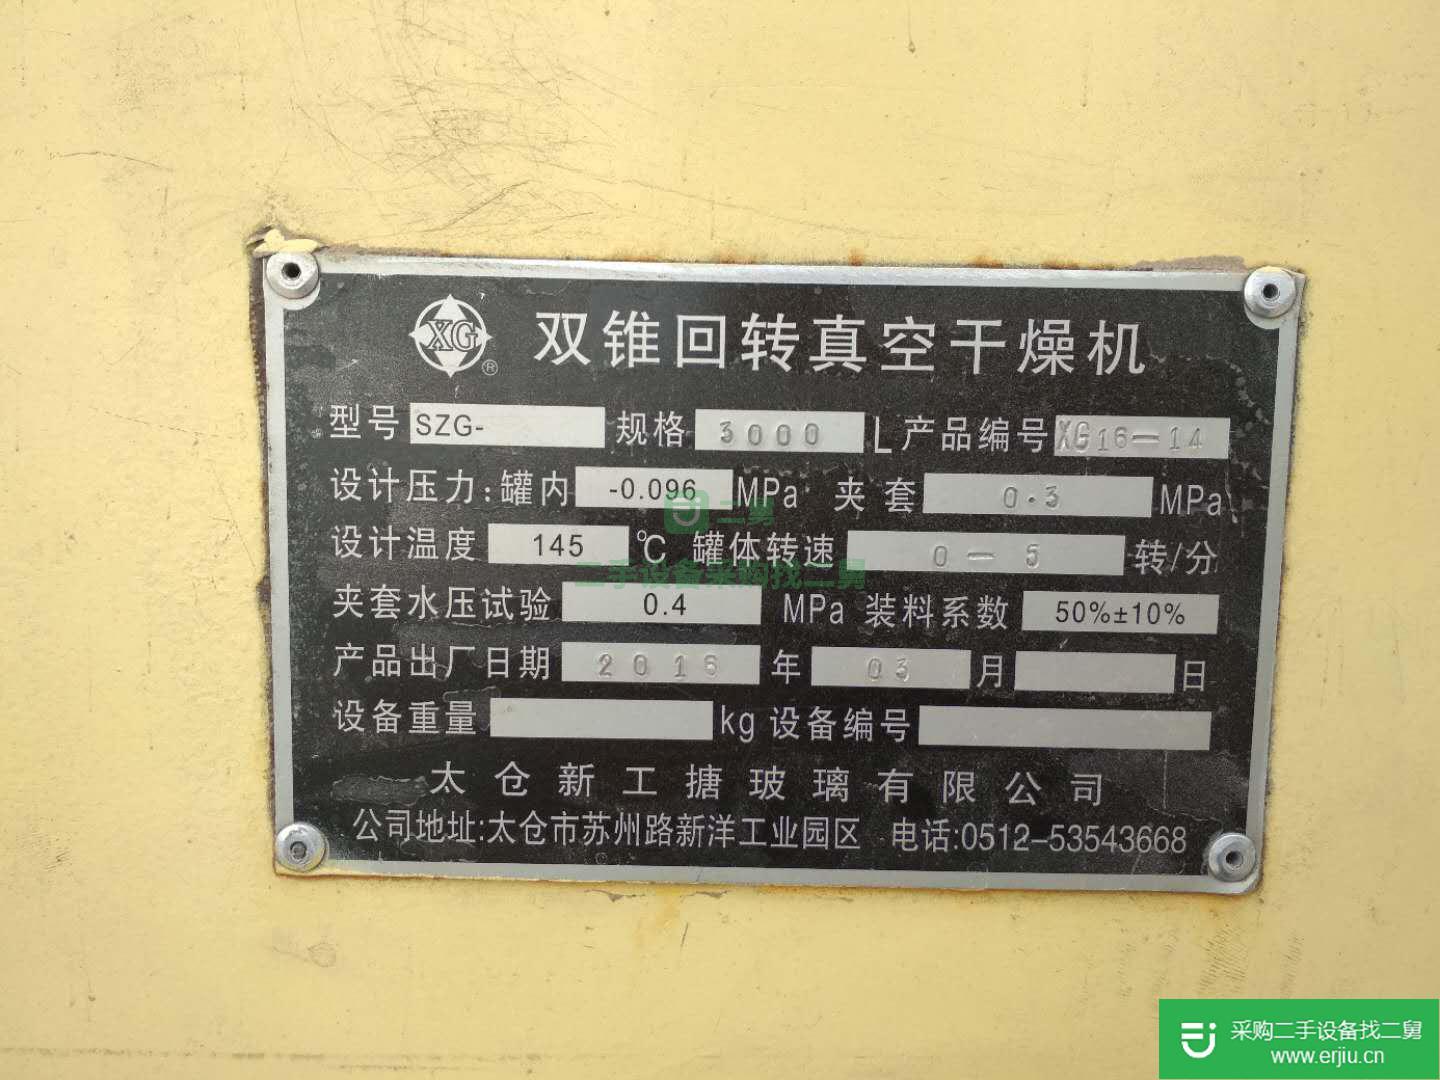 XG ® 双锥回转真空干燥机
型号 SZG- 规格 3000 L 产品编号 XG16-14
设计压力:罐内 -0.096 MPa 夹套 0.3 MPa
设计温度 145 ℃ 罐体转速 0-5 转/分
夹套水压试验 0.4 MPa 装料系数 50%±10%
产品出厂日期 2016 年 03 月 日
设备重量 kg 设备编号
太仓新工搪玻璃有限公司
公司地址:太仓市苏州路新洋工业园区 电话:0512-53543668
二舅
二手设备采购找二舅
采购二手设备找二舅
www.erjiu.cn